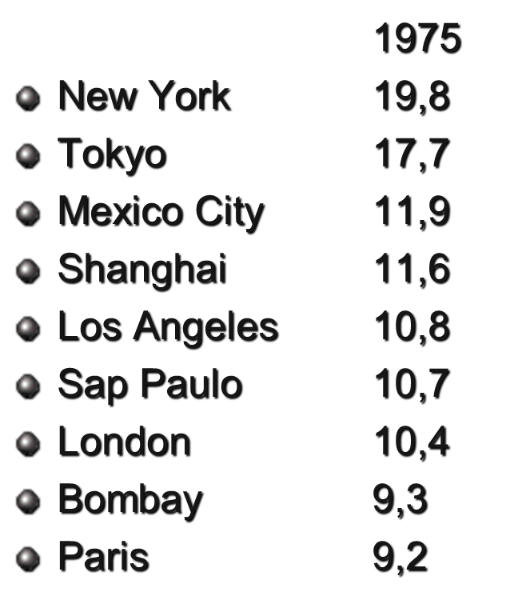 1975
New York 19,8
Tokyo 17,7
Mexico City 11,9
Shanghai 11,6
Los Angeles 10,8
Sap Paulo 10,7
London 10,4
Bombay 9,3
Paris 9,2